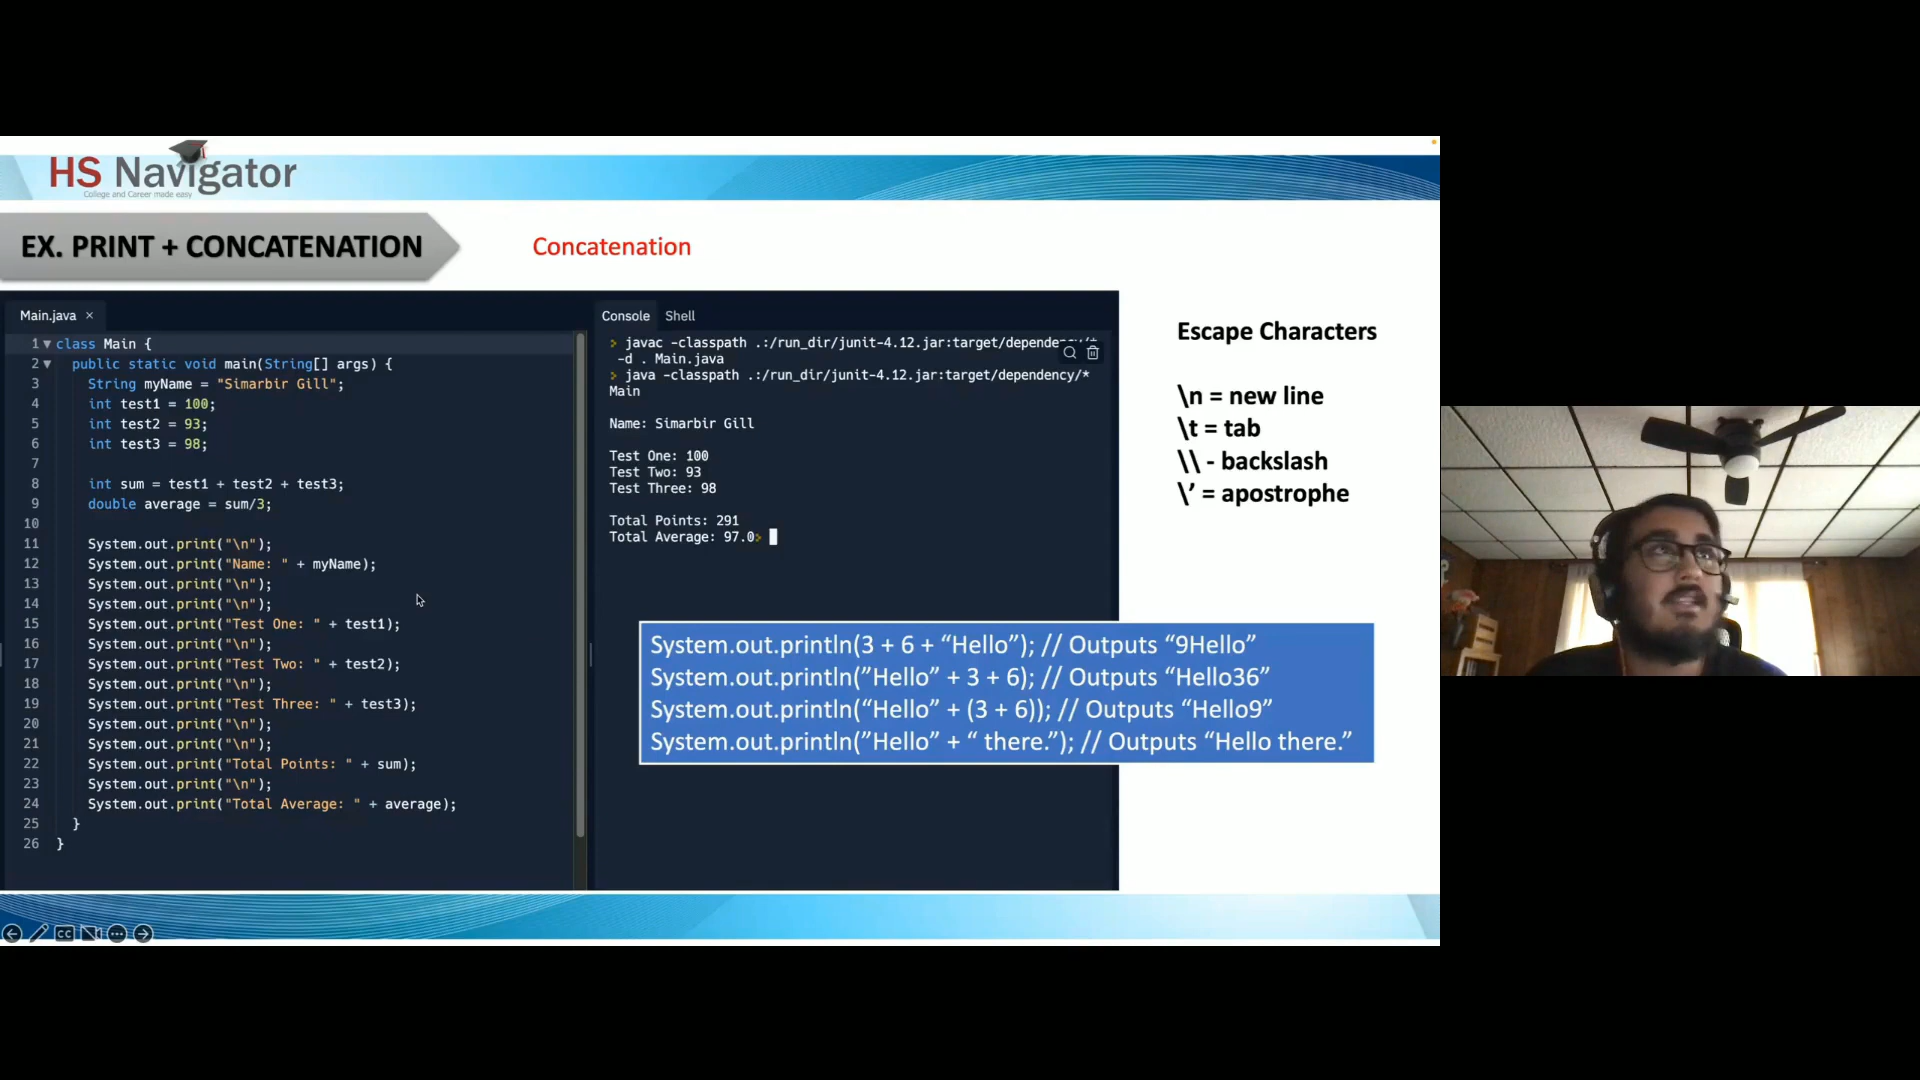 HS Navigator
College and Career made easy
EX. PRINT + CONCATENATION
Concatenation
Main.java ×
1 class Main {
2 public static void main(String[] args) {
3 String myName = "Simarbir Gill";
4 int test1 = 100;
5 int test2 = 93;
6 int test3 = 98;
7
8 int sum = test1 + test2 + test3;
9 double average = sum/3;
10
11 System.out.print("\n");
12 System.out.print("Name: " + myName);
13 System.out.print("\n");
14 System.out.print("\n");
15 System.out.print("Test One: " + test1);
16 System.out.print("\n");
17 System.out.print("Test Two: " + test2);
18 System.out.print("\n");
19 System.out.print("Test Three: " + test3);
20 System.out.print("\n");
21 System.out.print("\n");
22 System.out.print("Total Points: " + sum);
23 System.out.print("\n");
24 System.out.print("Total Average: " + average);
25 }
26 }
Console Shell
> javac -classpath .:/run_dir/junit-4.12.jar:target/dependency/*
-d . Main.java
> java -classpath .:/run_dir/junit-4.12.jar:target/dependency/*
Main
Name: Simarbir Gill
Test One: 100
Test Two: 93
Test Three: 98
Total Points: 291
Total Average: 97.0>
Escape Characters
\n = new line
\t = tab
\\ - backslash
\’ = apostrophe
System.out.println(3 + 6 + “Hello”); // Outputs “9Hello”
System.out.println(”Hello” + 3 + 6); // Outputs “Hello36”
System.out.println(“Hello” + (3 + 6)); // Outputs “Hello9”
System.out.println(”Hello” + “ there.”); // Outputs “Hello there.”
CC